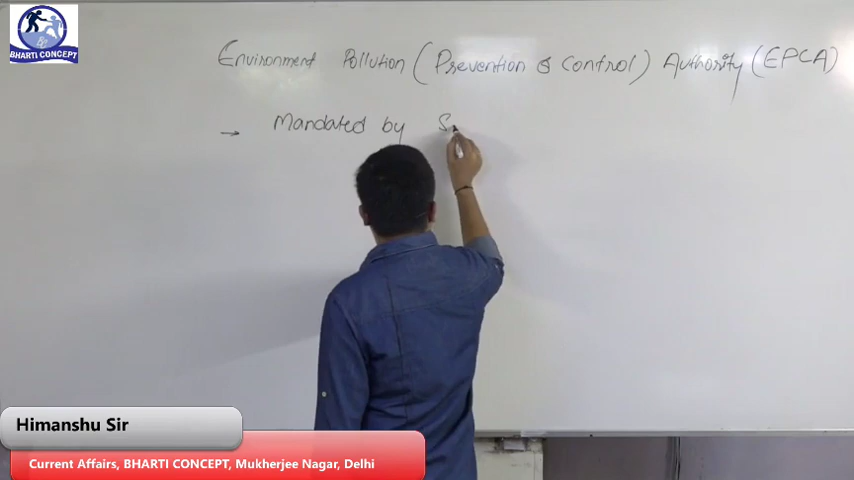 BHARTI CONCEPT
Environment Pollution (Prevention & Control) Authority (EPCA)
→ Mandated by S
Himanshu Sir
Current Affairs, BHARTI CONCEPT, Mukherjee Nagar, Delhi